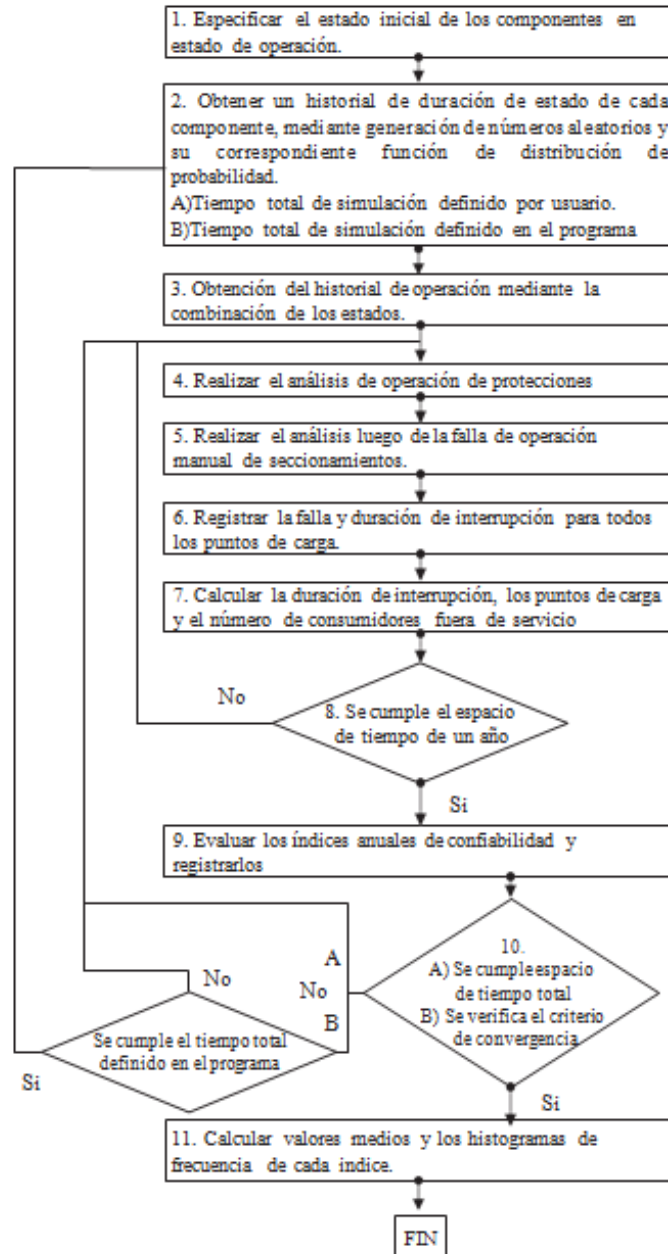 1. Especificar el estado inicial de los componentes en
estado de operación.
2. Obtener un historial de duración de estado de cada
componente, mediante generación de números aleatorios y
su correspondiente función de distribución de
probabilidad.
A)Tiempo total de simulación definido por usuario.
B)Tiempo total de simulación definido en el programa
3. Obtención del historial de operación mediante la
combinación de los estados.
4. Realizar el análisis de operación de protecciones
5. Realizar el análisis luego de la falla de operación
manual de seccionamientos.
6. Registrar la falla y duración de interrupción para todos
los puntos de carga.
7. Calcular la duración de interrupción, los puntos de carga
y el número de consumidores fuera de servicio
No
8. Se cumple el espacio
de tiempo de un año
Si
9. Evaluar los índices anuales de confiabilidad y
registrarlos
10.
A) Se cumple espacio
de tiempo total
B) Se verifica el criterio
de convergencia
A
No
B
No
Se cumple el tiempo total
definido en el programa
Si
Si
11. Calcular valores medios y los histogramas de
frecuencia de cada indice.
FIN